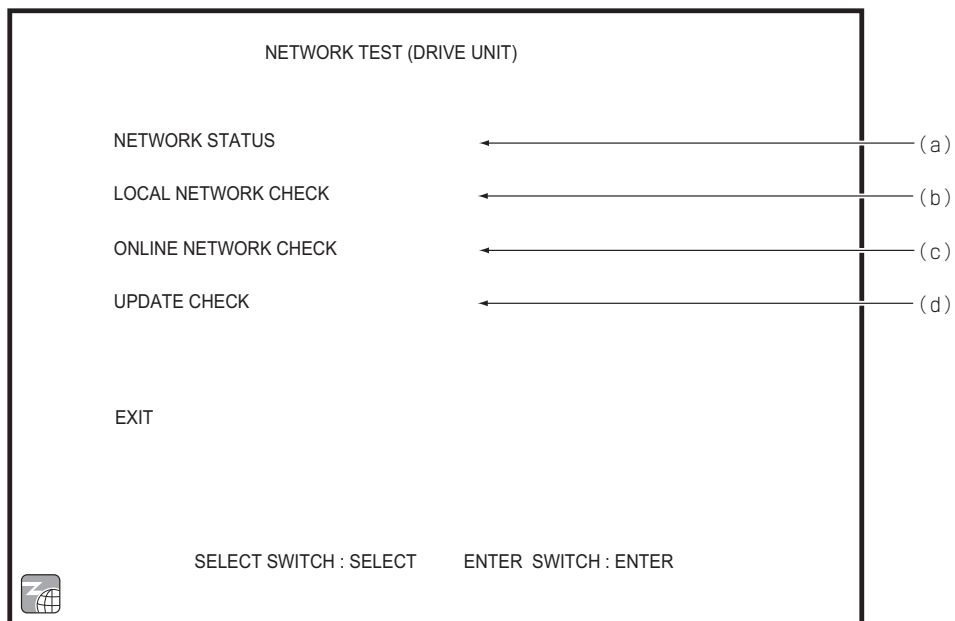 NETWORK TEST (DRIVE UNIT)
NETWORK STATUS (a)
LOCAL NETWORK CHECK (b)
ONLINE NETWORK CHECK (c)
UPDATE CHECK (d)
EXIT
SELECT SWITCH : SELECT ENTER SWITCH : ENTER